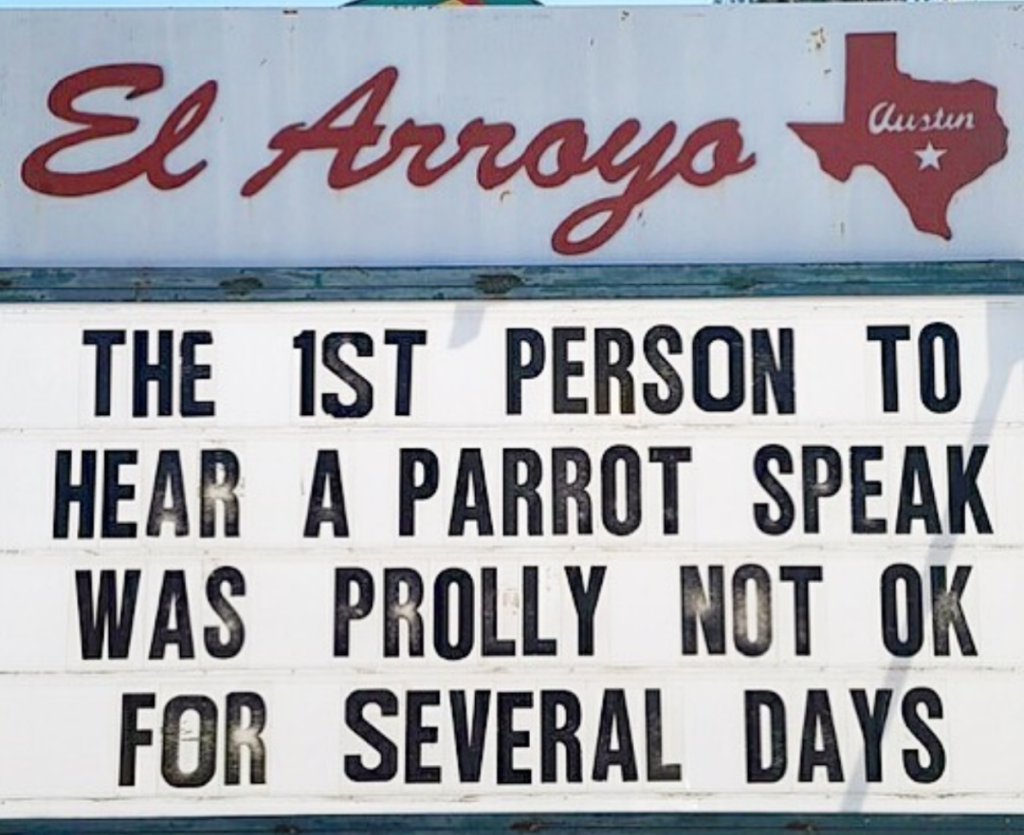 El Arroyo
Austin
THE 1ST PERSON TO
HEAR A PARROT SPEAK
WAS PROLLY NOT OK
FOR SEVERAL DAYS